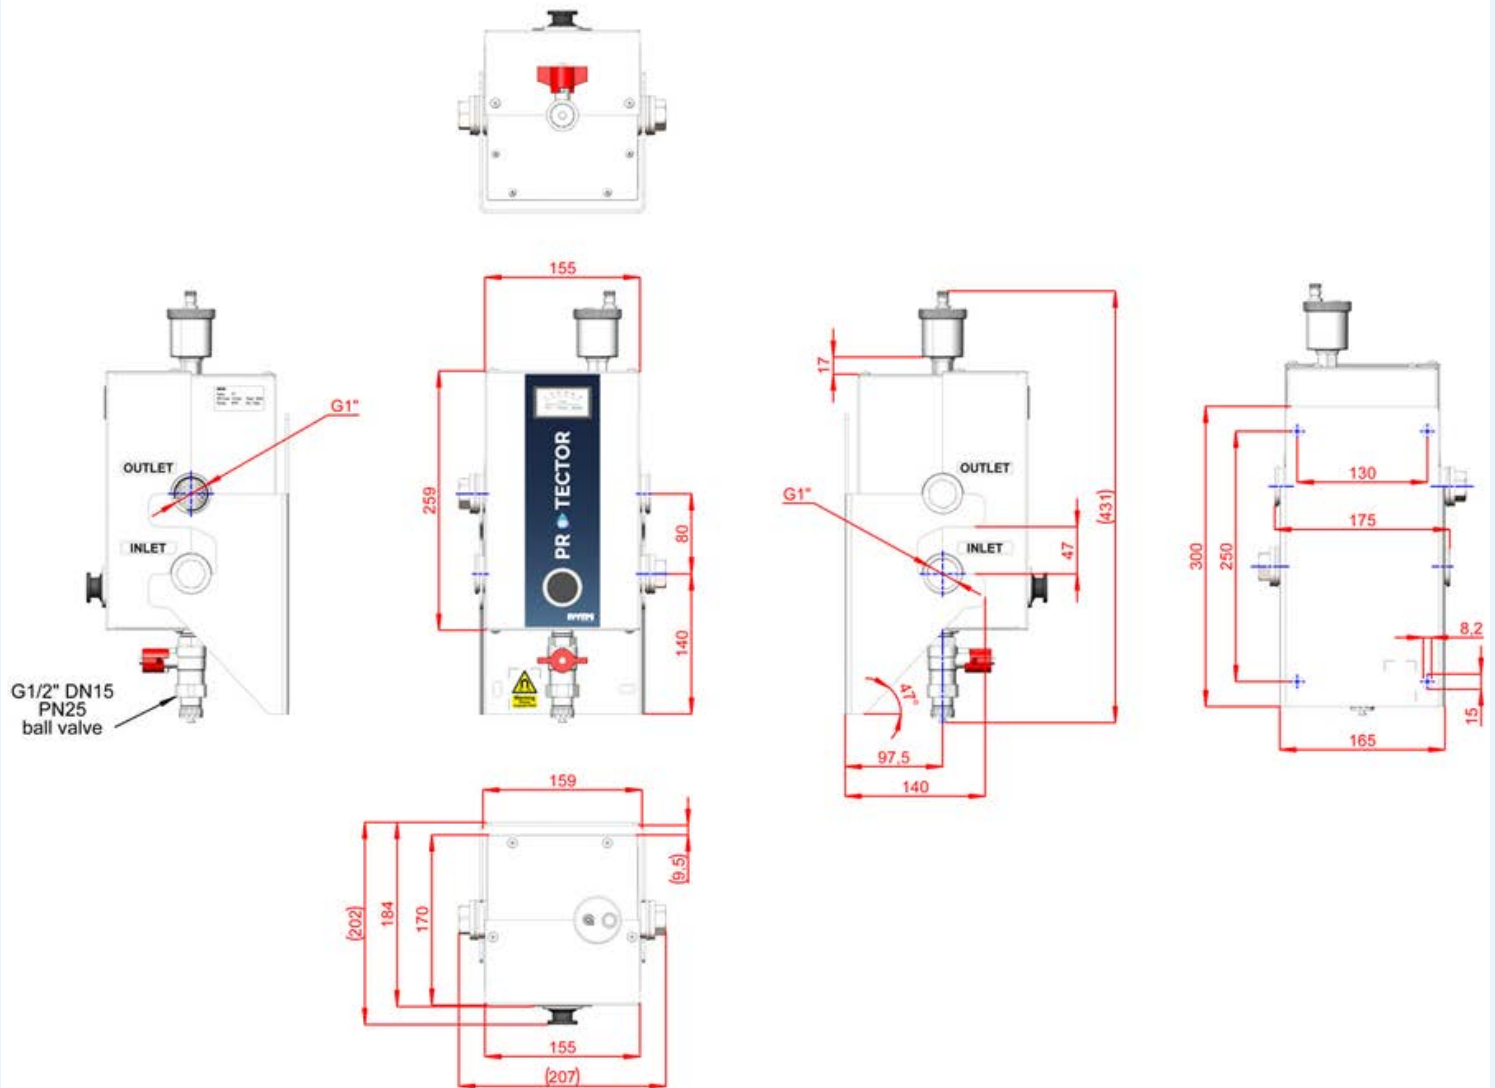 155
17
G1"
OUTLET
INLET
259
PR TECTOR
80
140
G1/2" DN15
PN25
ball valve
G1"
OUTLET
INLET
47
(431)
47°
97,5
140
130
175
300
250
8,2
15
165
159
(9,5)
(202)
184
170
155
(207)